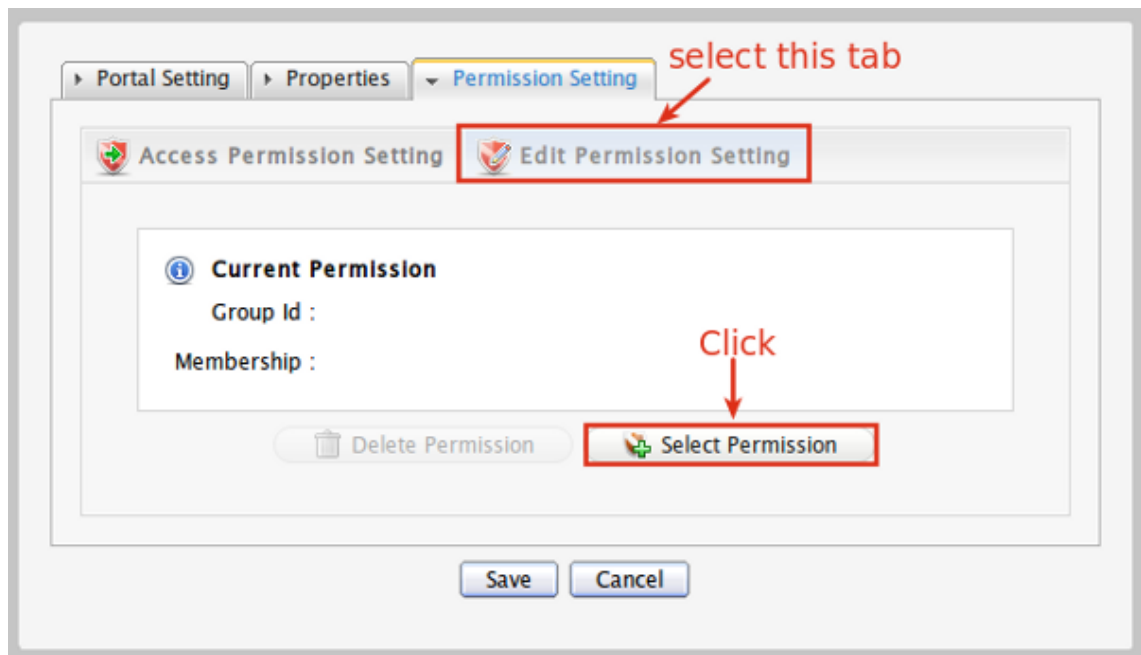 select this tab
Portal Setting Properties Permission Setting
Access Permission Setting Edit Permission Setting
Current Permission
Group Id :
Click
Membership :
Delete Permission Select Permission
Save Cancel